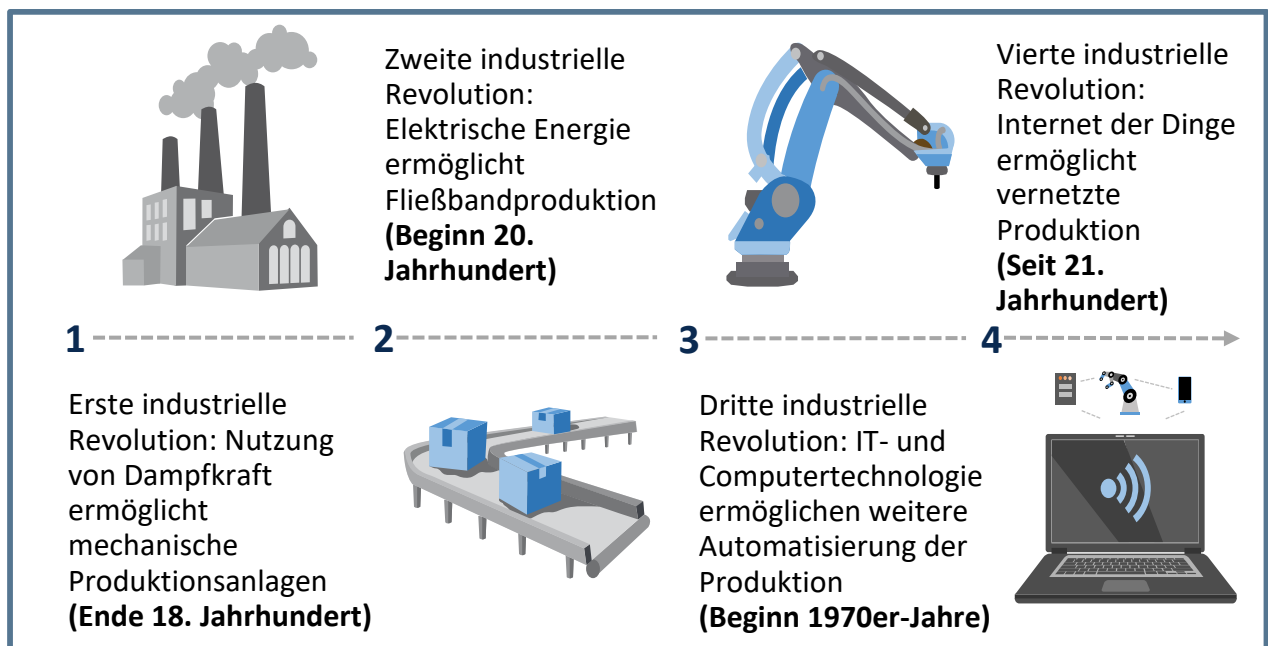 1
Erste industrielle
Revolution: Nutzung
von Dampfkraft
ermöglicht
mechanische
Produktionsanlagen
(Ende 18. Jahrhundert)
2
Zweite industrielle
Revolution:
Elektrische Energie
ermöglicht
Fließbandproduktion
(Beginn 20.
Jahrhundert)
3
Dritte industrielle
Revolution: IT- und
Computertechnologie
ermöglichen weitere
Automatisierung der
Produktion
(Beginn 1970er-Jahre)
4
Vierte industrielle
Revolution:
Internet der Dinge
ermöglicht
vernetzte
Produktion
(Seit 21.
Jahrhundert)